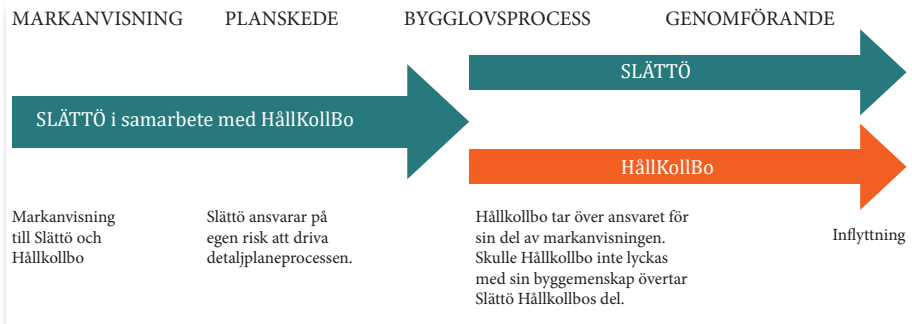 MARKANVISNING PLANSKEDE BYGGLOVSPROCESS GENOMFÖRANDE
SLÄTTÖ
SLÄTTÖ i samarbete med HållKollBo
HållKollBo
Markanvisning
till Slättö och
Hållkollbo
Slättö ansvarar på
egen risk att driva
detaljplaneprocessen.
Hållkollbo tar över ansvaret för
sin del av markanvisningen.
Skulle Hållkollbo inte lyckas
med sin byggemenskap övertar
Slättö Hållkollbos del.
Inflyttning